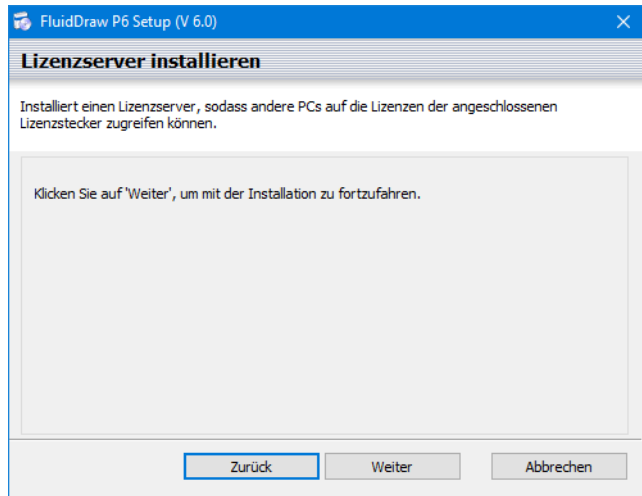 FluidDraw P6 Setup (V 6.0)
Lizenzserver installieren
Installiert einen Lizenzserver, sodass andere PCs auf die Lizenzen der angeschlossenen
Lizenzstecker zugreifen können.
Klicken Sie auf 'Weiter', um mit der Installation zu fortzufahren.
Zurück Weiter Abbrechen